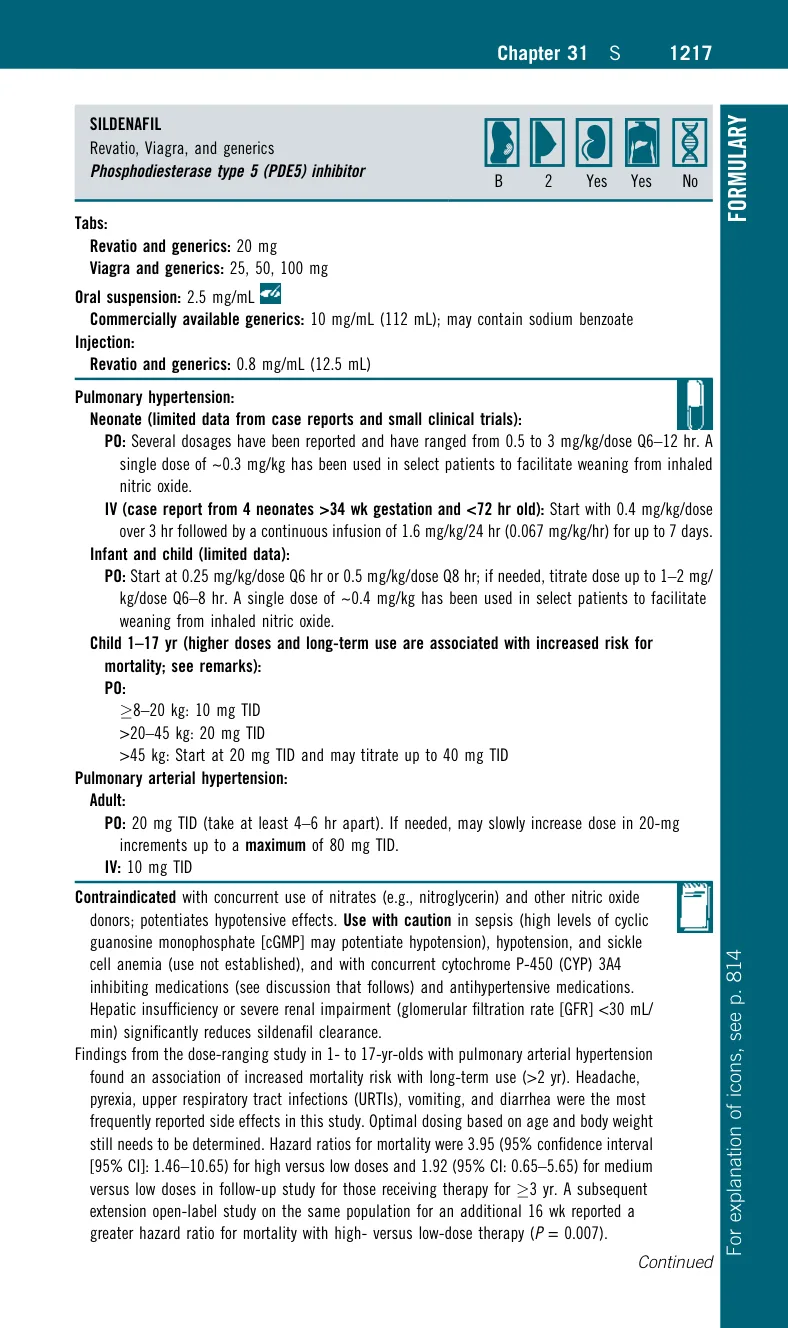 Chapter 31 S 1217
SILDENAFIL
Revatio, Viagra, and generics
Phosphodiesterase type 5 (PDE5) inhibitor
B 2 Yes Yes No
FORMULARY
Tabs:
Revatio and generics: 20 mg
Viagra and generics: 25, 50, 100 mg
Oral suspension: 2.5 mg/mL
Commercially available generics: 10 mg/mL (112 mL); may contain sodium benzoate
Injection:
Revatio and generics: 0.8 mg/mL (12.5 mL)
Pulmonary hypertension:
Neonate (limited data from case reports and small clinical trials):
PO: Several dosages have been reported and have ranged from 0.5 to 3 mg/kg/dose Q6–12 hr. A
single dose of ~0.3 mg/kg has been used in select patients to facilitate weaning from inhaled
nitric oxide.
IV (case report from 4 neonates >34 wk gestation and <72 hr old): Start with 0.4 mg/kg/dose
over 3 hr followed by a continuous infusion of 1.6 mg/kg/24 hr (0.067 mg/kg/hr) for up to 7 days.
Infant and child (limited data):
PO: Start at 0.25 mg/kg/dose Q6 hr or 0.5 mg/kg/dose Q8 hr; if needed, titrate dose up to 1–2 mg/
kg/dose Q6–8 hr. A single dose of ~0.4 mg/kg has been used in select patients to facilitate
weaning from inhaled nitric oxide.
Child 1–17 yr (higher doses and long-term use are associated with increased risk for
mortality; see remarks):
PO:
≥8–20 kg: 10 mg TID
>20–45 kg: 20 mg TID
>45 kg: Start at 20 mg TID and may titrate up to 40 mg TID
Pulmonary arterial hypertension:
Adult:
PO: 20 mg TID (take at least 4–6 hr apart). If needed, may slowly increase dose in 20-mg
increments up to a maximum of 80 mg TID.
IV: 10 mg TID
Contraindicated with concurrent use of nitrates (e.g., nitroglycerin) and other nitric oxide
donors; potentiates hypotensive effects. Use with caution in sepsis (high levels of cyclic
guanosine monophosphate [cGMP] may potentiate hypotension), hypotension, and sickle
cell anemia (use not established), and with concurrent cytochrome P-450 (CYP) 3A4
inhibiting medications (see discussion that follows) and antihypertensive medications.
Hepatic insufficiency or severe renal impairment (glomerular filtration rate [GFR] <30 mL/
min) significantly reduces sildenafil clearance.
Findings from the dose-ranging study in 1- to 17-yr-olds with pulmonary arterial hypertension
found an association of increased mortality risk with long-term use (>2 yr). Headache,
pyrexia, upper respiratory tract infections (URTIs), vomiting, and diarrhea were the most
frequently reported side effects in this study. Optimal dosing based on age and body weight
still needs to be determined. Hazard ratios for mortality were 3.95 (95% confidence interval
[95% CI]: 1.46–10.65) for high versus low doses and 1.92 (95% CI: 0.65–5.65) for medium
versus low doses in follow-up study for those receiving therapy for ≥3 yr. A subsequent
extension open-label study on the same population for an additional 16 wk reported a
greater hazard ratio for mortality with high- versus low-dose therapy (P = 0.007).
Continued
For explanation of icons, see p. 814